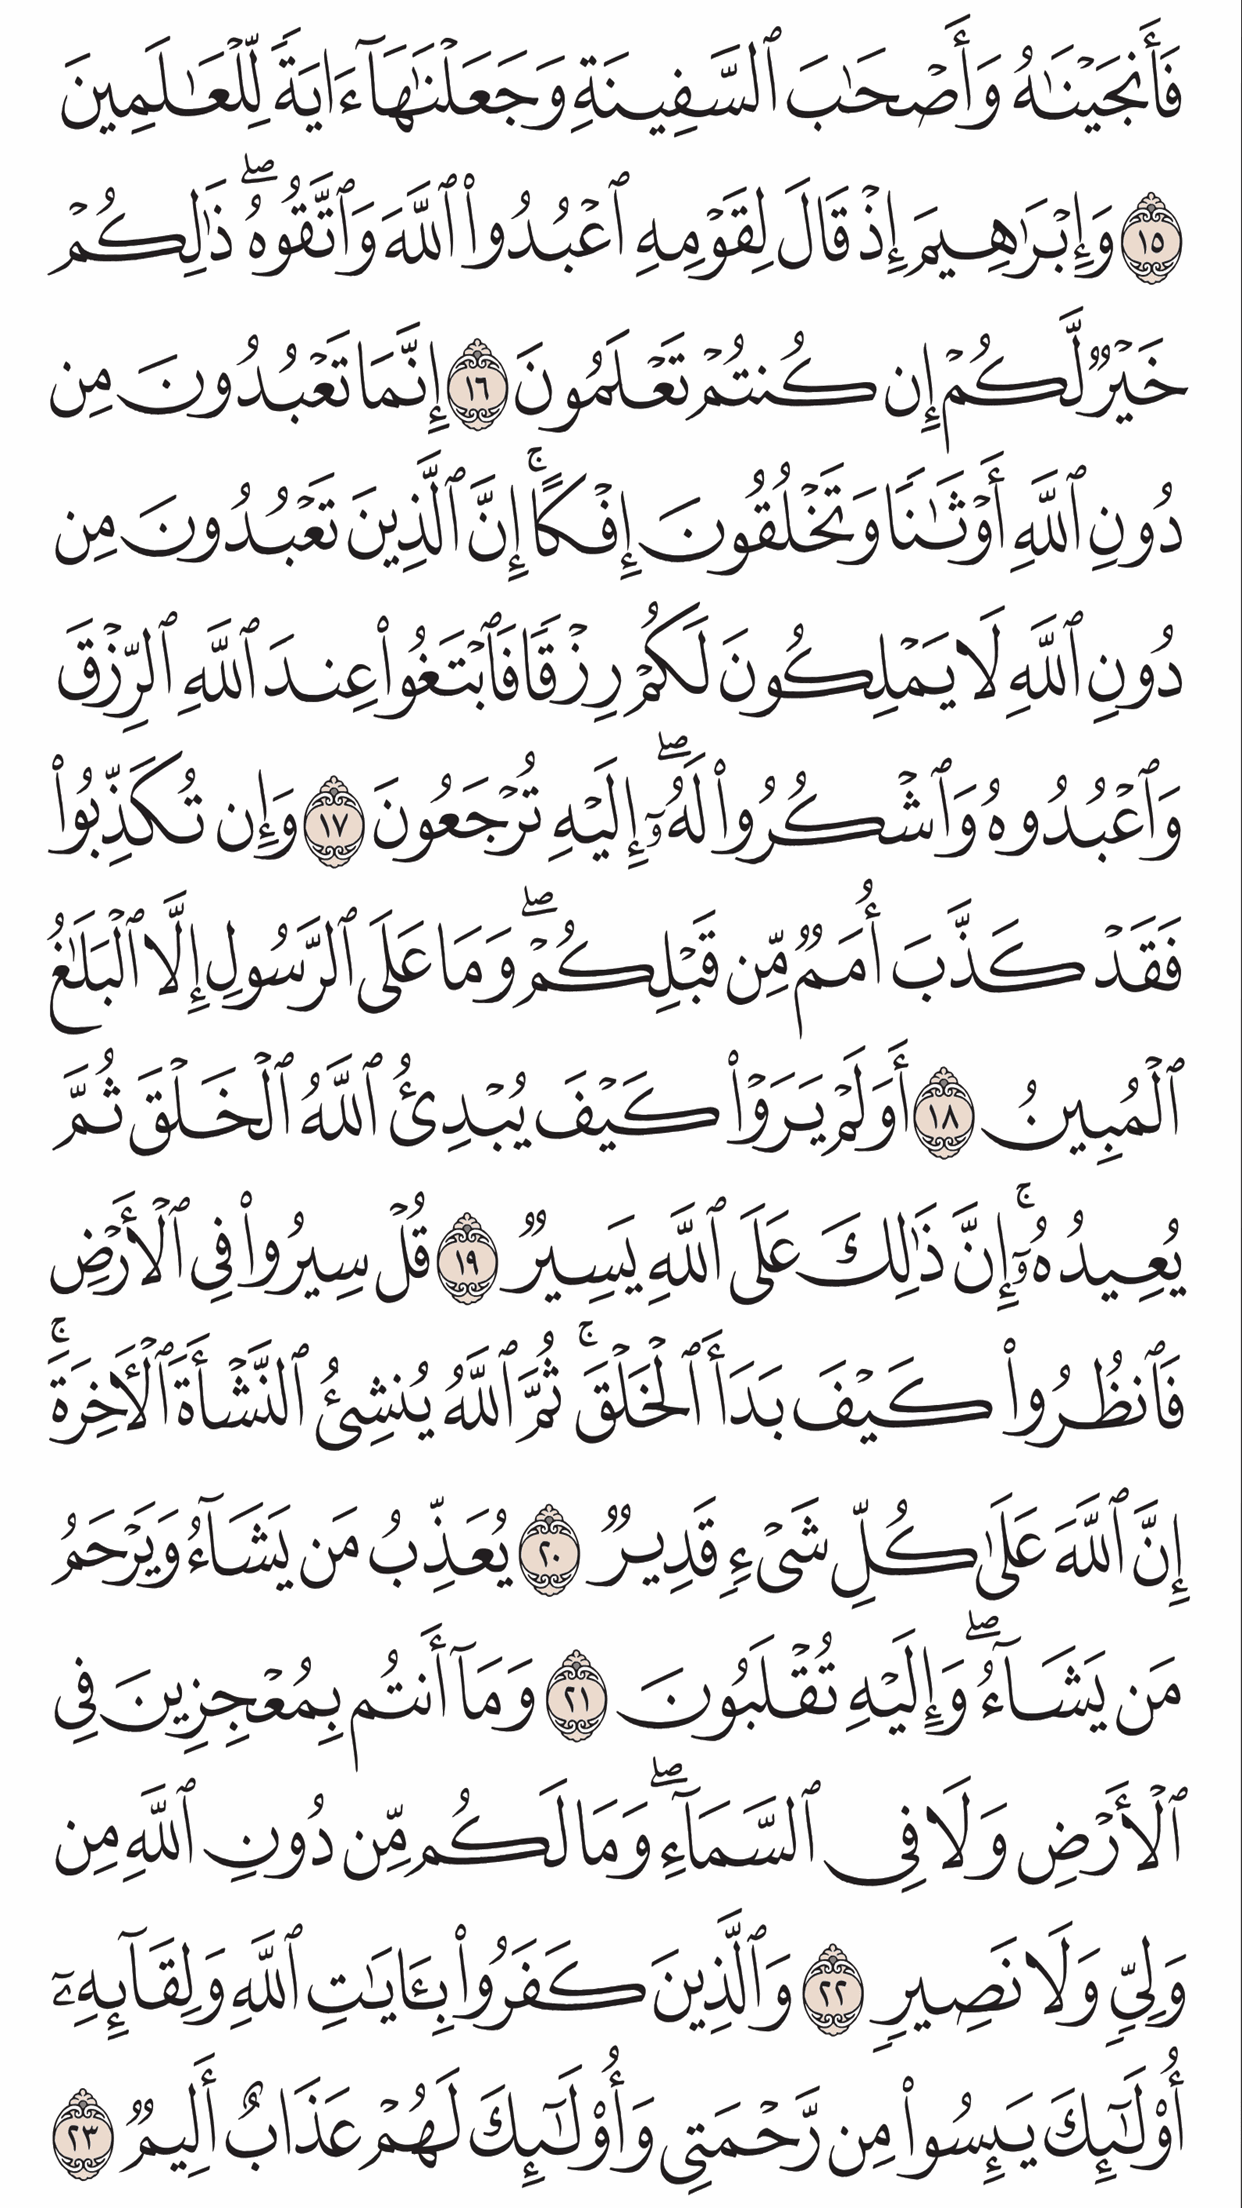 فَأَنجَيْنَٰهُ وَأَصْحَٰبَ ٱلسَّفِينَةِ وَجَعَلْنَٰهَآ ءَايَةً لِّلْعَٰلَمِينَ
١٥ وَإِبْرَٰهِيمَ إِذْ قَالَ لِقَوْمِهِ ٱعْبُدُوا۟ ٱللَّهَ وَٱتَّقُوهُ ۖ ذَٰلِكُمْ
خَيْرٌ لَّكُمْ إِن كُنتُمْ تَعْلَمُونَ ١٦ إِنَّمَا تَعْبُدُونَ مِن
دُونِ ٱللَّهِ أَوْثَٰنًا وَتَخْلُقُونَ إِفْكًا ۚ إِنَّ ٱلَّذِينَ تَعْبُدُونَ مِن
دُونِ ٱللَّهِ لَا يَمْلِكُونَ لَكُمْ رِزْقًا فَٱبْتَغُوا۟ عِندَ ٱللَّهِ ٱلرِّزْقَ
وَٱعْبُدُوهُ وَٱشْكُرُوا۟ لَهُۥٓ ۖ إِلَيْهِ تُرْجَعُونَ ١٧ وَإِن تُكَذِّبُوا۟
فَقَدْ كَذَّبَ أُمَمٌ مِّن قَبْلِكُمْ ۖ وَمَا عَلَى ٱلرَّسُولِ إِلَّا ٱلْبَلَٰغُ
ٱلْمُبِينُ ١٨ أَوَلَمْ يَرَوْا۟ كَيْفَ يُبْدِئُ ٱللَّهُ ٱلْخَلْقَ ثُمَّ
يُعِيدُهُۥٓ ۚ إِنَّ ذَٰلِكَ عَلَى ٱللَّهِ يَسِيرٌ ١٩ قُلْ سِيرُوا۟ فِى ٱلْأَرْضِ
فَٱنظُرُوا۟ كَيْفَ بَدَأَ ٱلْخَلْقَ ۚ ثُمَّ ٱللَّهُ يُنشِئُ ٱلنَّشْأَةَ ٱلْـَٔاخِرَةَ ۚ
إِنَّ ٱللَّهَ عَلَىٰ كُلِّ شَىْءٍ قَدِيرٌ ٢٠ يُعَذِّبُ مَن يَشَآءُ وَيَرْحَمُ
مَن يَشَآءُ ۖ وَإِلَيْهِ تُقْلَبُونَ ٢١ وَمَآ أَنتُم بِمُعْجِزِينَ فِى
ٱلْأَرْضِ وَلَا فِى ٱلسَّمَآءِ ۖ وَمَا لَكُم مِّن دُونِ ٱللَّهِ مِن
وَلِىٍّ وَلَا نَصِيرٍ ٢٢ وَٱلَّذِينَ كَفَرُوا۟ بِـَٔايَٰتِ ٱللَّهِ وَلِقَآئِهِۦٓ
أُو۟لَٰٓئِكَ يَئِسُوا۟ مِن رَّحْمَتِى وَأُو۟لَٰٓئِكَ لَهُمْ عَذَابٌ أَلِيمٌ ٢٣